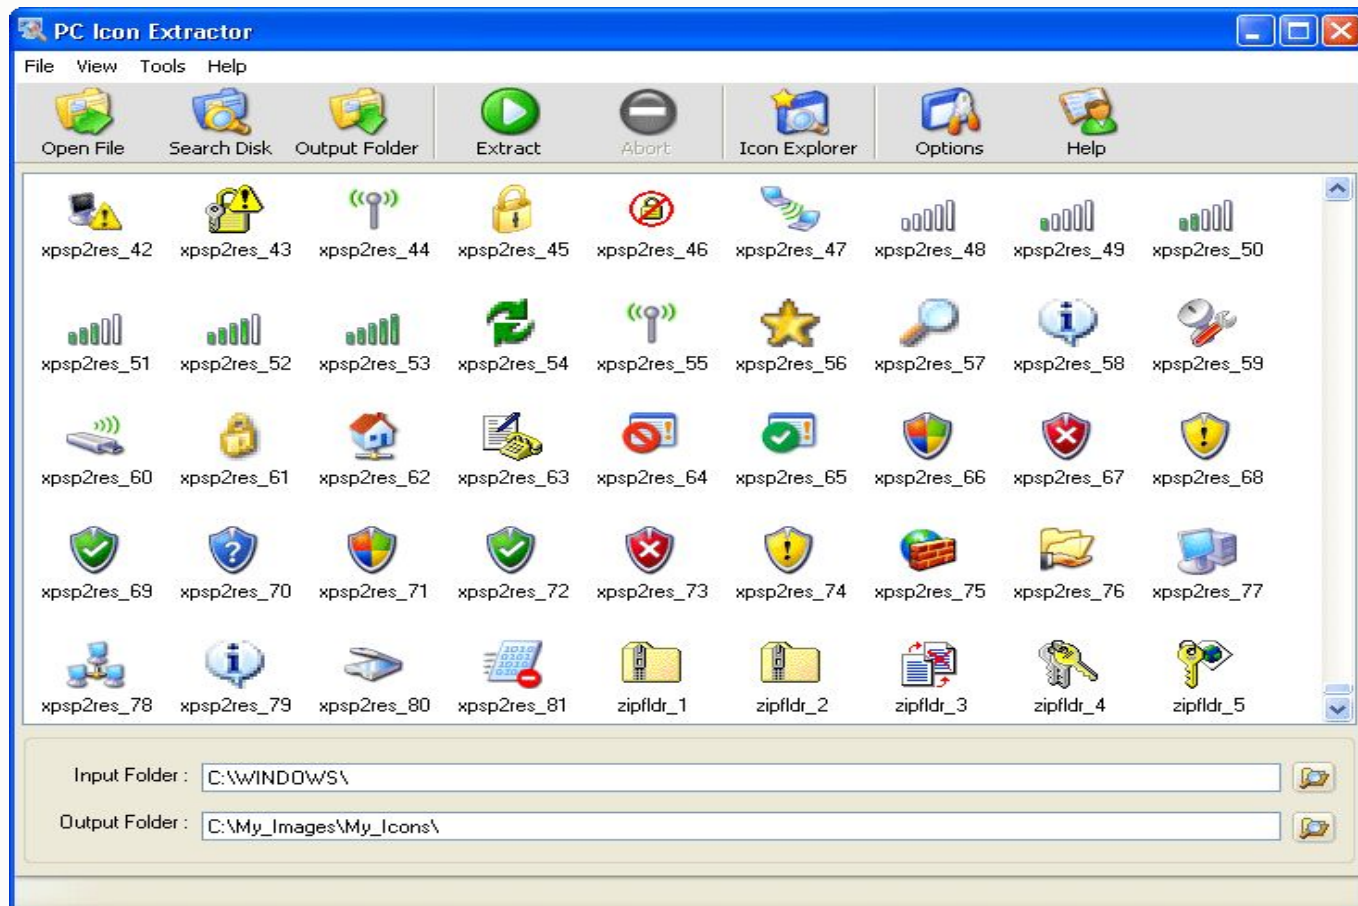 PC Icon Extractor
File View Tools Help
Open File Search Disk Output Folder Extract Abort Icon Explorer Options Help
xpsp2res_42 xpsp2res_43 xpsp2res_44 xpsp2res_45 xpsp2res_46 xpsp2res_47 xpsp2res_48 xpsp2res_49 xpsp2res_50
xpsp2res_51 xpsp2res_52 xpsp2res_53 xpsp2res_54 xpsp2res_55 xpsp2res_56 xpsp2res_57 xpsp2res_58 xpsp2res_59
xpsp2res_60 xpsp2res_61 xpsp2res_62 xpsp2res_63 xpsp2res_64 xpsp2res_65 xpsp2res_66 xpsp2res_67 xpsp2res_68
xpsp2res_69 xpsp2res_70 xpsp2res_71 xpsp2res_72 xpsp2res_73 xpsp2res_74 xpsp2res_75 xpsp2res_76 xpsp2res_77
xpsp2res_78 xpsp2res_79 xpsp2res_80 xpsp2res_81 zipfldr_1 zipfldr_2 zipfldr_3 zipfldr_4 zipfldr_5
Input Folder : C:\WINDOWS\
Output Folder : C:\My_Images\My_Icons\